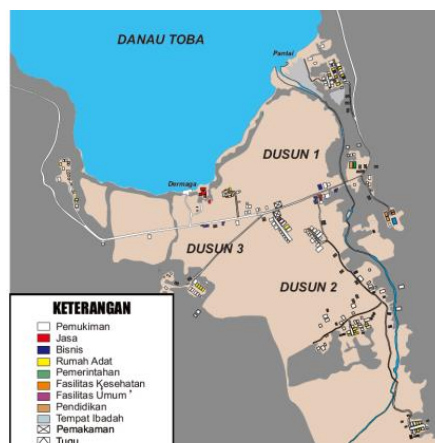 DANAU TOBA
Pantai
DUSUN 1
Dermaga
DUSUN 3
DUSUN 2
KETERANGAN
Pemukiman
Jasa
Bisnis
Rumah Adat
Pemerintahan
Fasilitas Kesehatan
Fasilitas Umum
Pendidikan
Tempat Ibadah
Pemakaman
Tugu